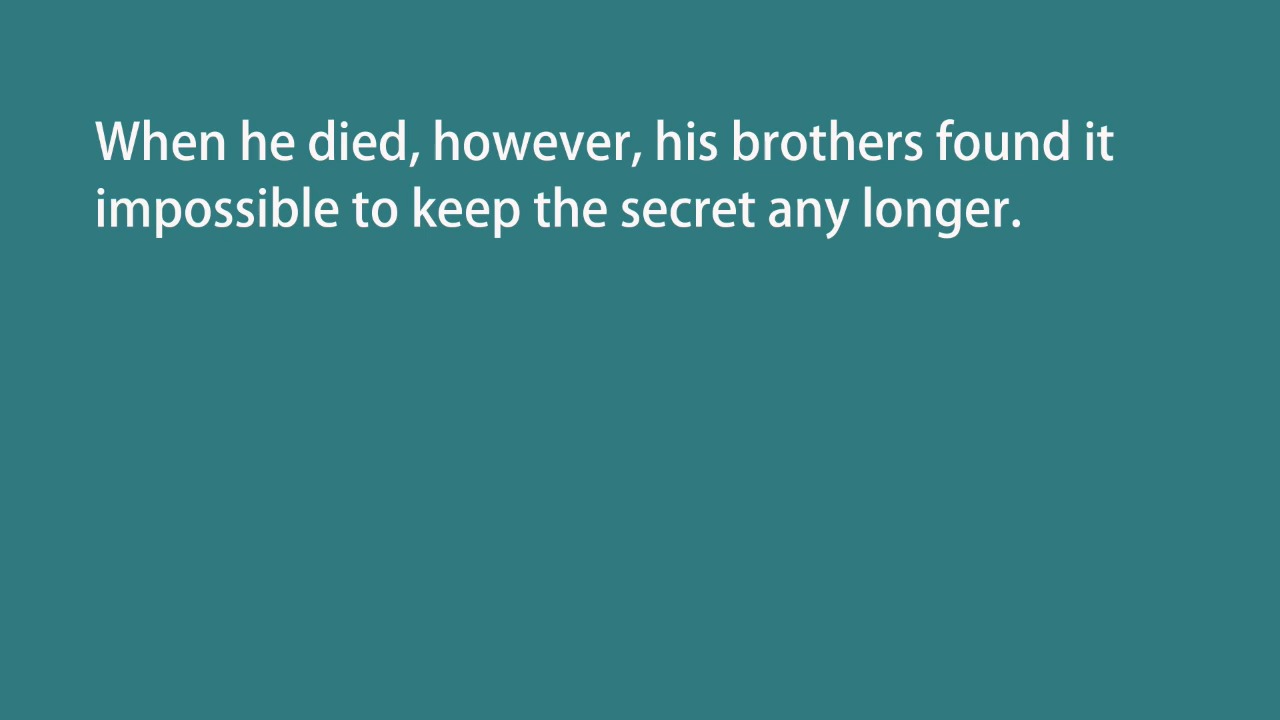 When he died, however, his brothers found it
impossible to keep the secret any longer.